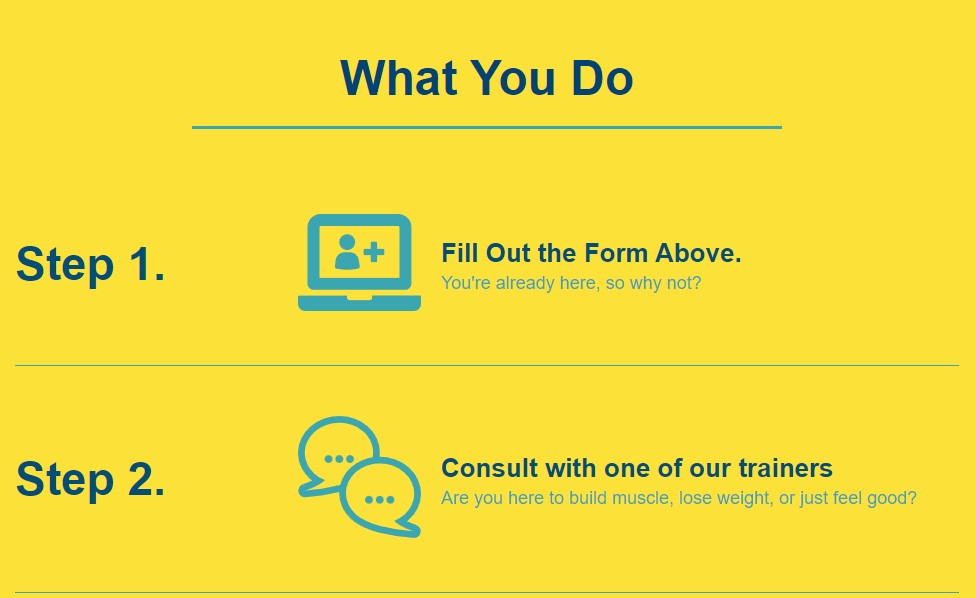 What You Do
Step 1.
Fill Out the Form Above.
You're already here, so why not?
Step 2.
Consult with one of our trainers
Are you here to build muscle, lose weight, or just feel good?